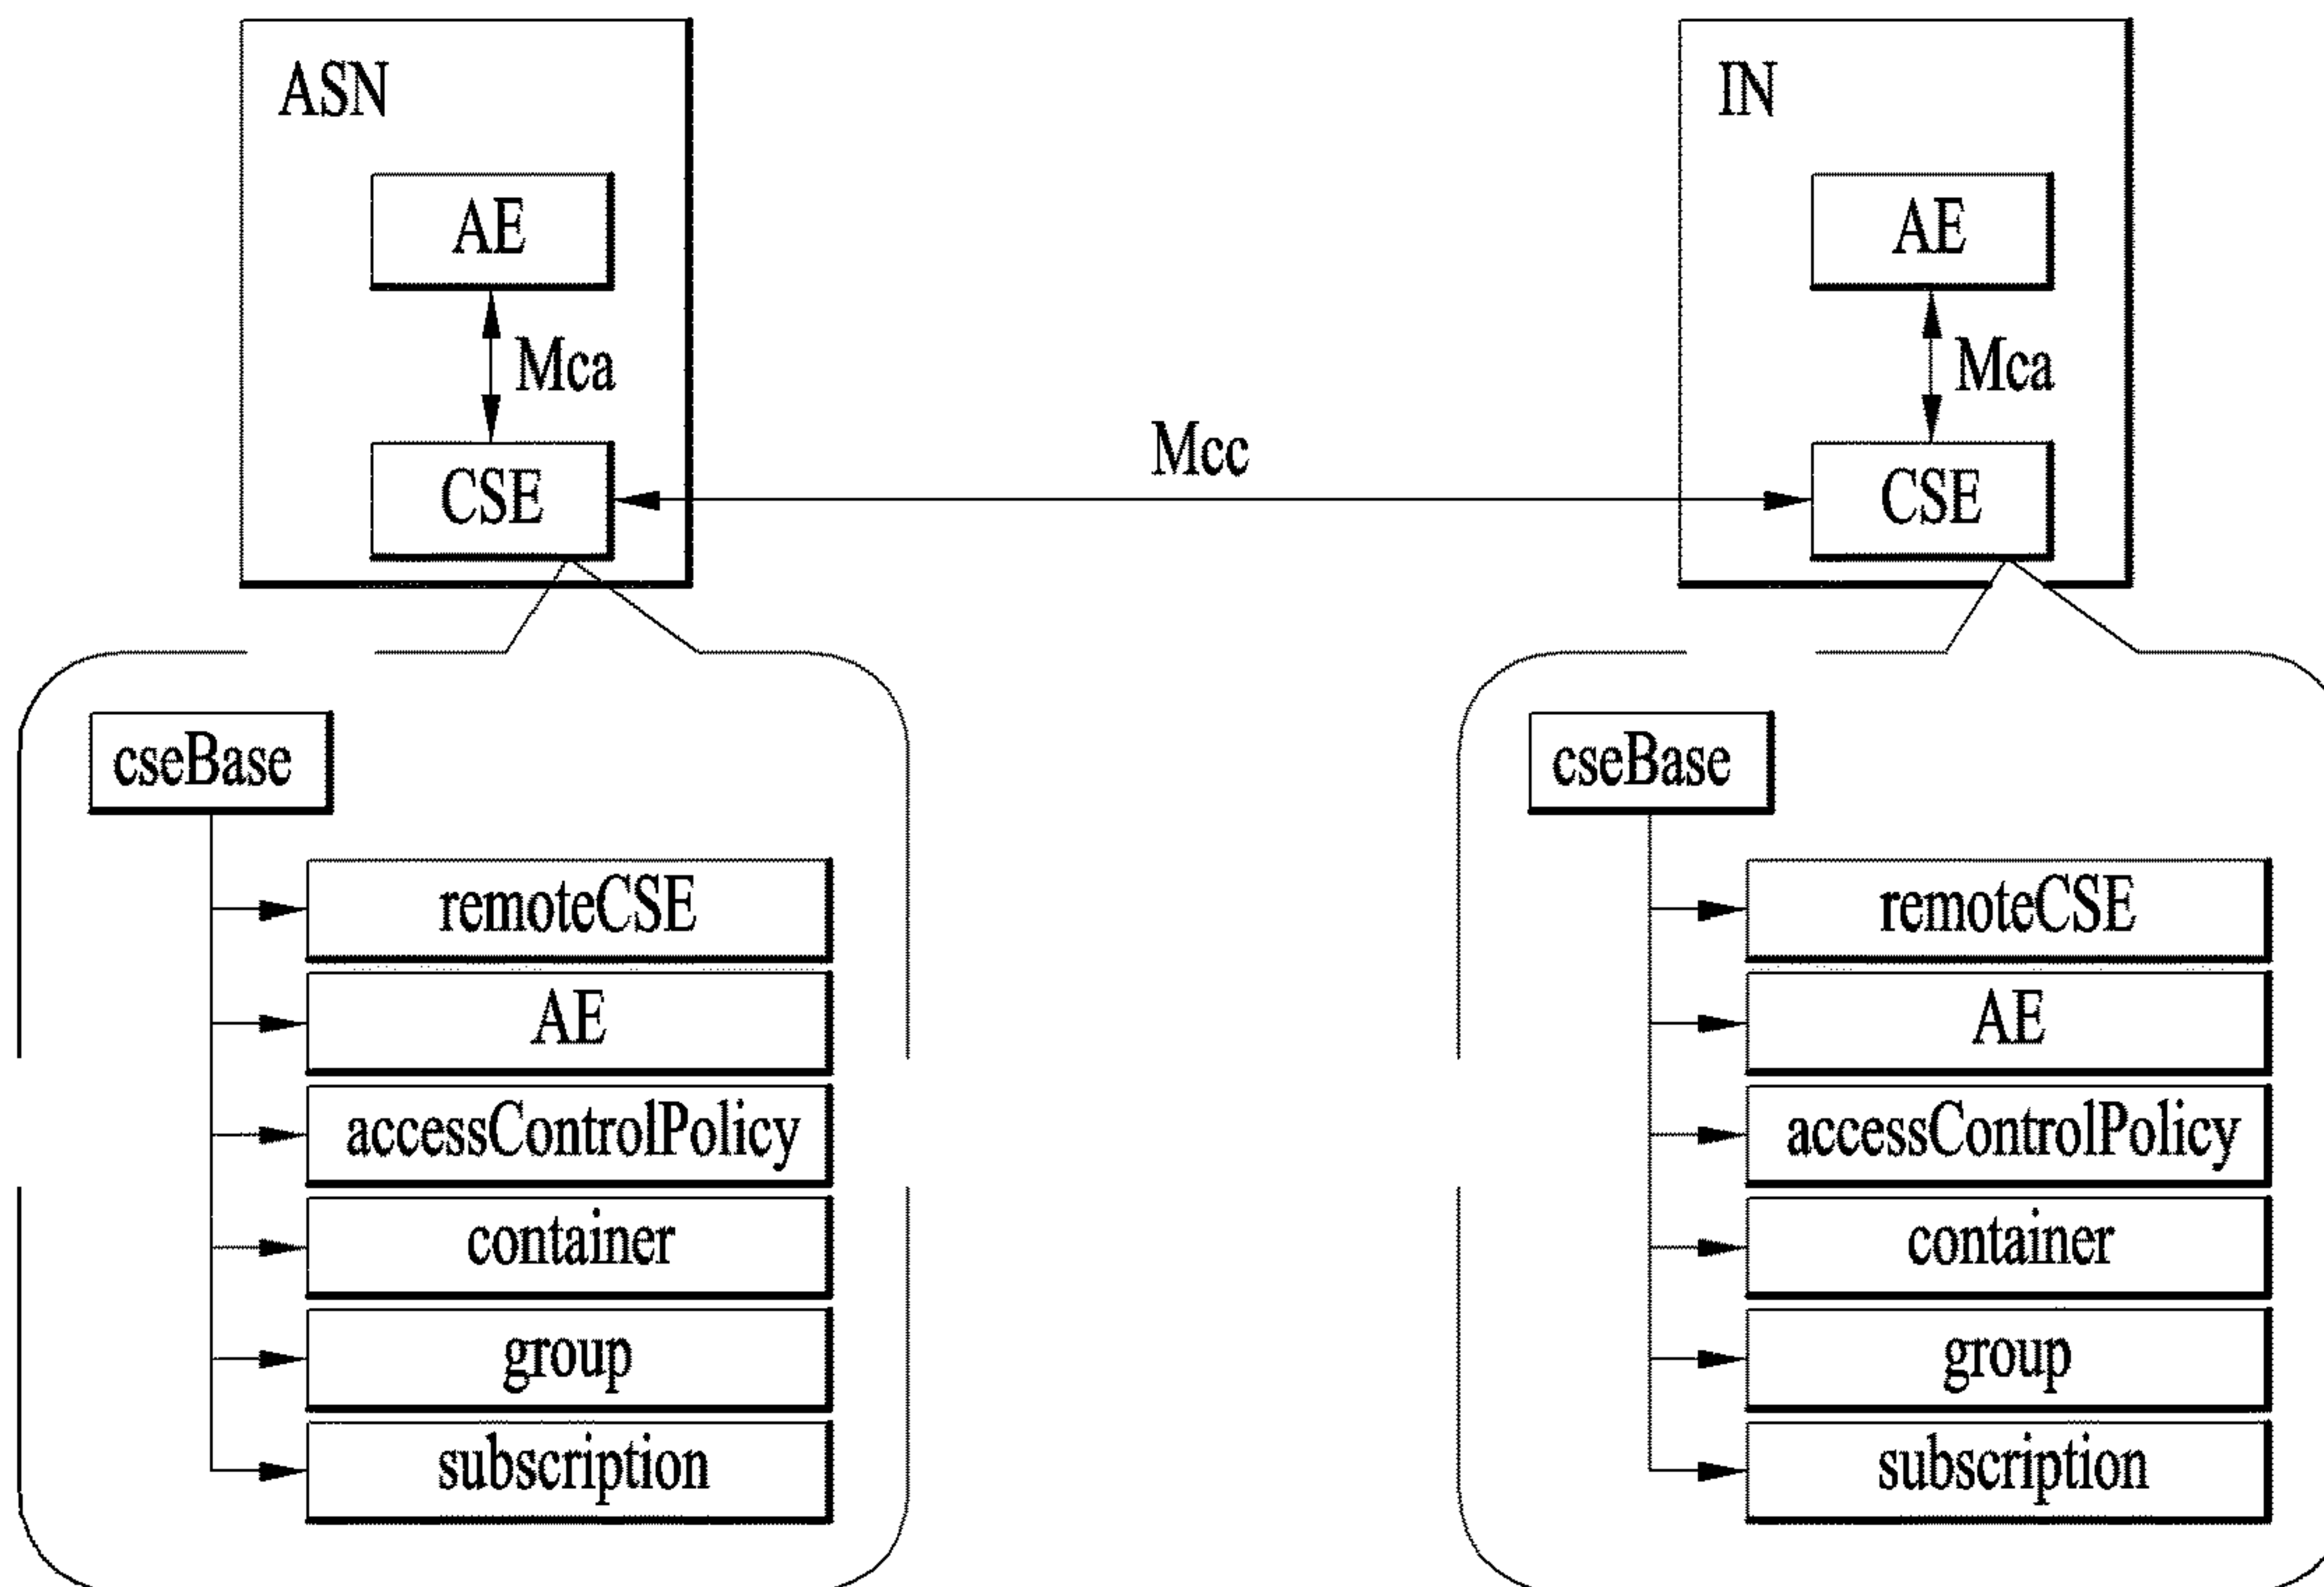 ASN
AE
Mca
CSE
Mcc
IN
AE
Mca
CSE
cseBase
remoteCSE
AE
accessControlPolicy
container
group
subscription
cseBase
remoteCSE
AE
accessControlPolicy
container
group
subscription